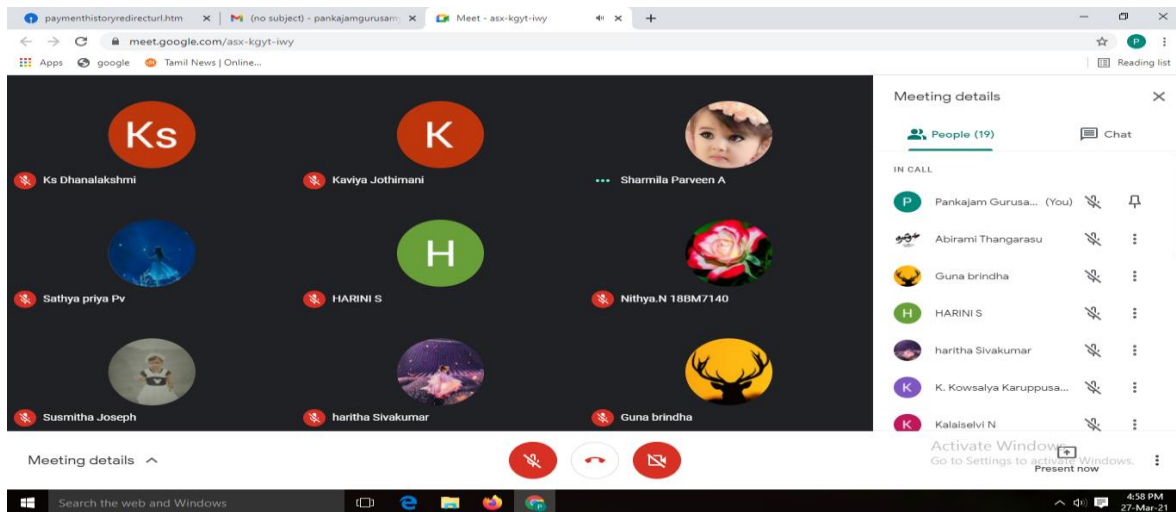 paymenthistoryredirecturl.htm
(no subject) - pankajamgurusam
Meet - asx-kgyt-iwy
meet.google.com/asx-kgyt-iwy
P
Apps google Tamil News | Online...
Reading list
Ks
Ks Dhanalakshmi
K
Kaviya Jothimani
Sharmila Parveen A
Sathya priya Pv
H
HARINI S
Nithya.N 18BM7140
Susmitha Joseph
haritha Sivakumar
Guna brindha
Meeting details
People (19)
Chat
IN CALL
P Pankajam Gurusa... (You)
Abirami Thangarasu
Guna brindha
H HARINI S
haritha Sivakumar
K K. Kowsalya Karuppusa...
K Kalaiselvi N
Activate Windows
Go to Settings to activate Windows.
Meeting details
Present now
Search the web and Windows
4:58 PM
27-Mar-21